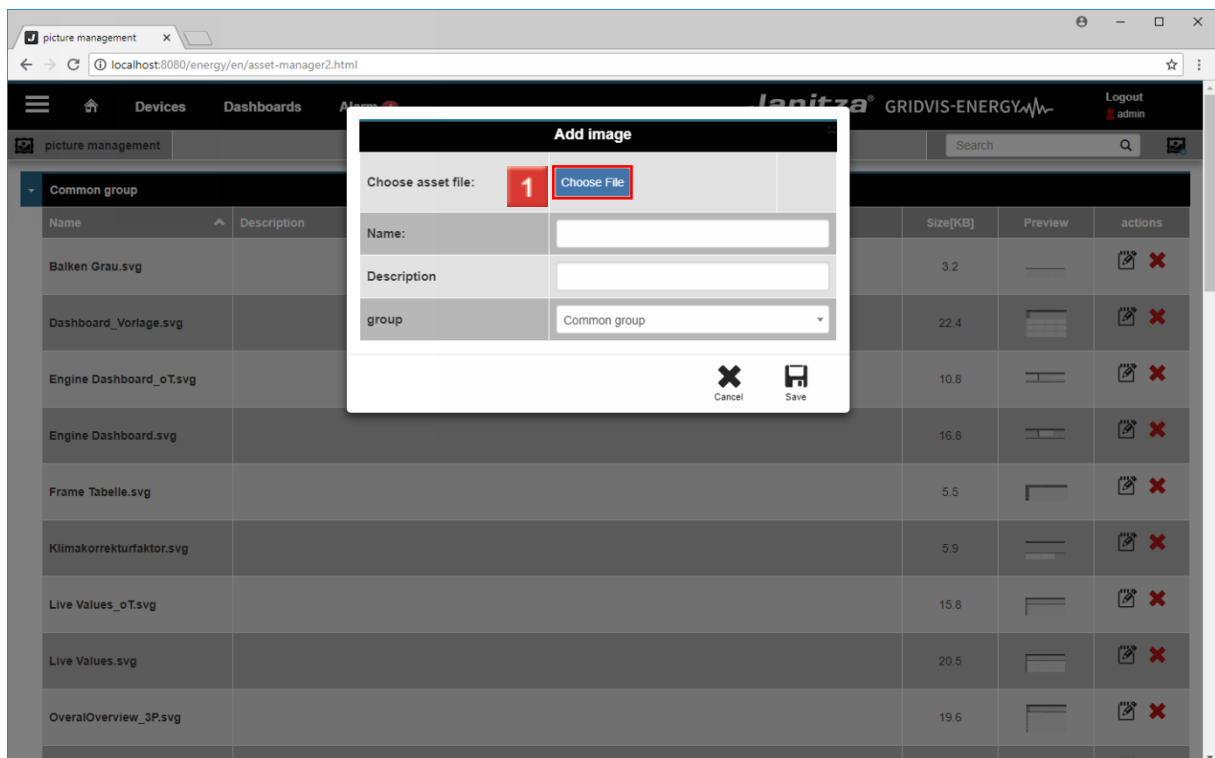 picture management
localhost:8080/energy/en/asset-manager2.html
Devices Dashboards Alarm Janitza® GRIDVIS-ENERGY Logout
admin
picture management Search
Add image
Choose asset file: 1 Choose File
Name:
Description
group Common group
Cancel Save
Common group
Name Description Size[KB] Preview actions
Balken Grau.svg 3.2
Dashboard_Vorlage.svg 22.4
Engine Dashboard_oT.svg 10.8
Engine Dashboard.svg 16.8
Frame Tabelle.svg 5.5
Klimakorrekturfaktor.svg 5.9
Live Values_oT.svg 15.8
Live Values.svg 20.5
OveralOverview_3P.svg 19.6